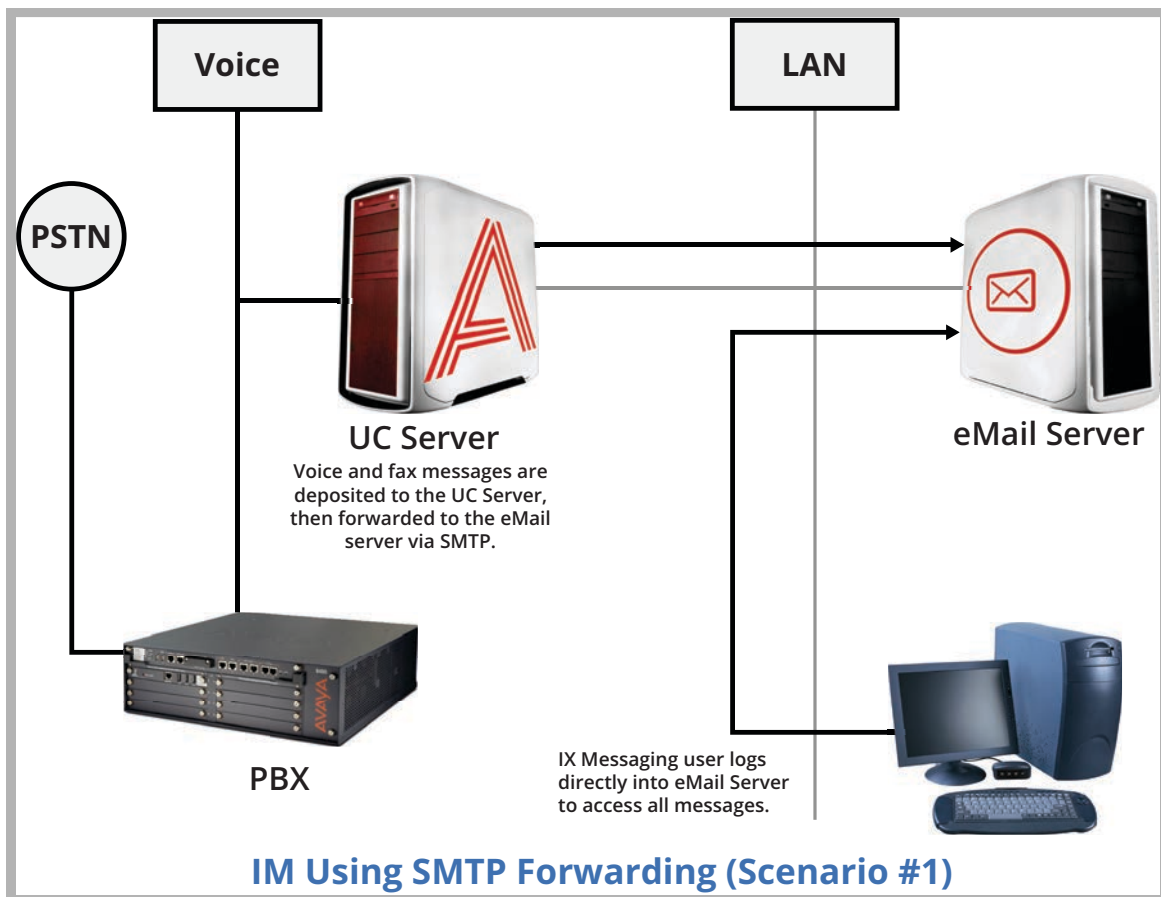 Voice
LAN
PSTN
A
UC Server
Voice and fax messages are
deposited to the UC Server,
then forwarded to the eMail
server via SMTP.
eMail Server
AVAYA
PBX
IX Messaging user logs
directly into eMail Server
to access all messages.
IM Using SMTP Forwarding (Scenario #1)